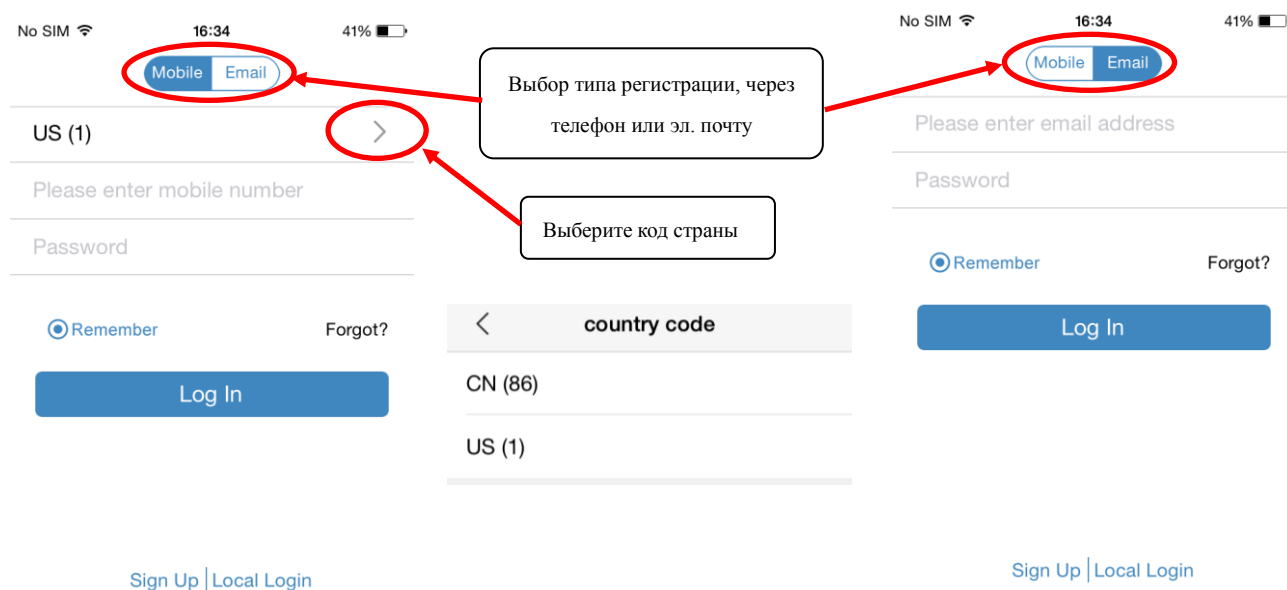 No SIM 16:34 41%
Mobile Email
US (1)
Please enter mobile number
Password
Remember Forgot?
Log In
Sign Up | Local Login
Выбор типа регистрации, через
телефон или эл. почту
Выберите код страны
country code
CN (86)
US (1)
No SIM 16:34 41%
Mobile Email
Please enter email address
Password
Remember Forgot?
Log In
Sign Up | Local Login